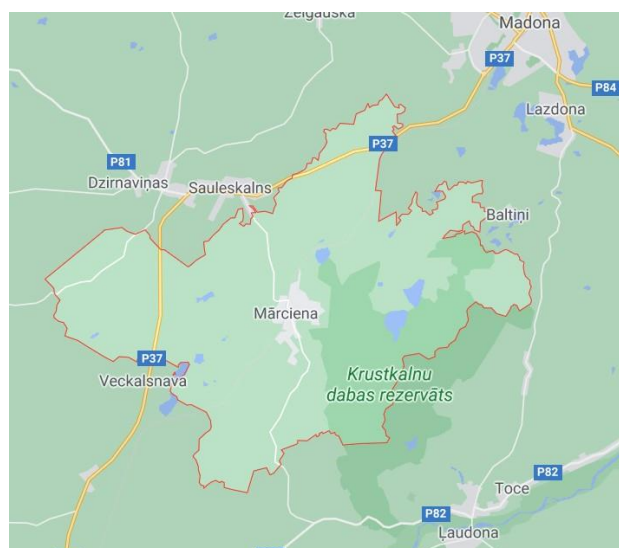 Zelgauska
Madona
P37
P84
Lazdona
P37
P81
Dzirnaviņas
Sauleskalns
Baltiņi
Mārciena
P37
Veckalsnava
Krustkalnu
dabas rezervāts
P82
Toce
P82
Ļaudona